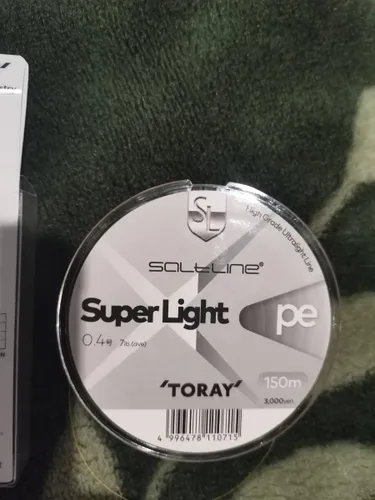 SL
High Grade Ultralight Line
SALTLINE®
Super Light
pe
0.4号 7lb.(ave)
'TORAY'
150m
3,000yen
4 996478 110715